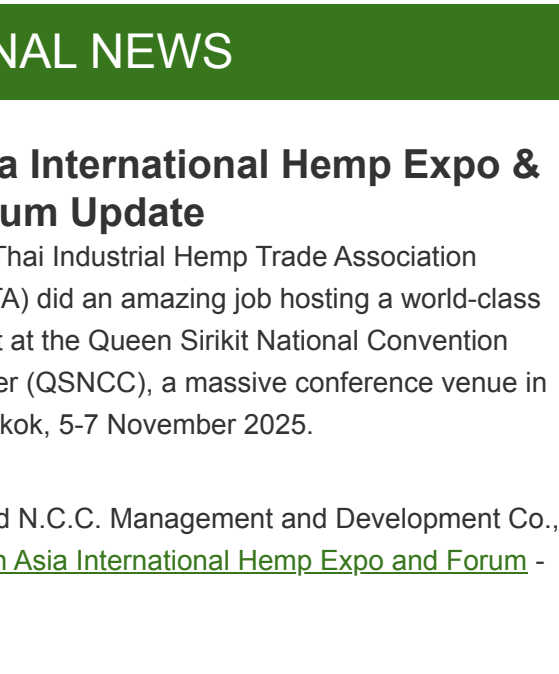 NAL NEWS
a International Hemp Expo &
um Update
Thai Industrial Hemp Trade Association
TA) did an amazing job hosting a world-class
t at the Queen Sirikit National Convention
er (QSNCC), a massive conference venue in
kok, 5-7 November 2025.
d N.C.C. Management and Development Co.,
n Asia International Hemp Expo and Forum -